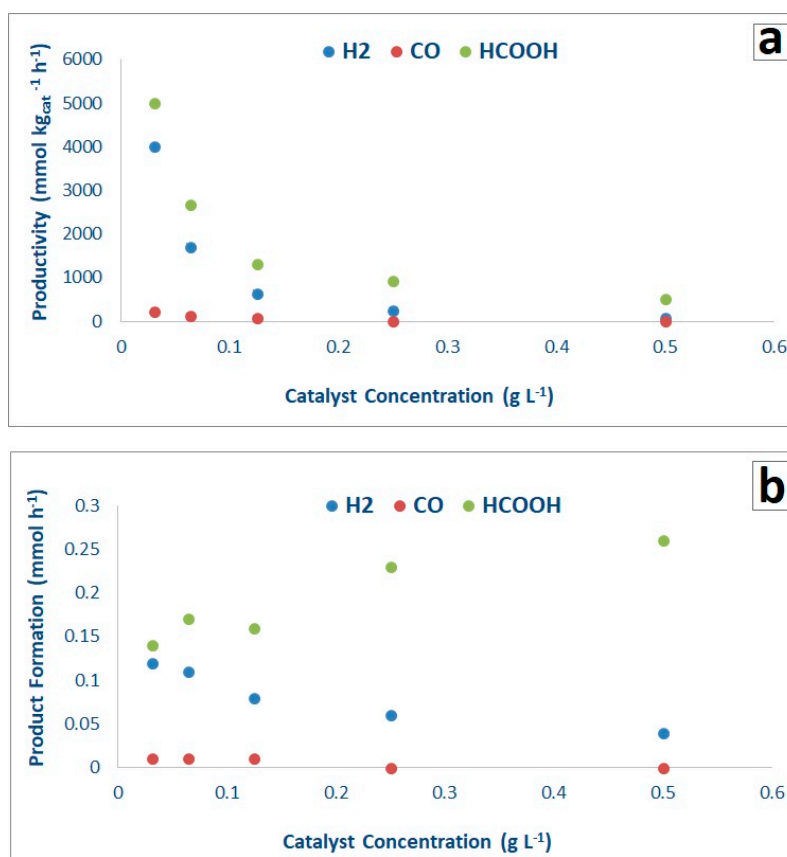 a
H2 CO HCOOH
Productivity (mmol kgcat -1 h-1)
6000
5000
4000
3000
2000
1000
0
0 0.1 0.2 0.3 0.4 0.5 0.6
Catalyst Concentration (g L-1)
b
H2 CO HCOOH
Product Formation (mmol h-1)
0.3
0.25
0.2
0.15
0.1
0.05
0
0 0.1 0.2 0.3 0.4 0.5 0.6
Catalyst Concentration (g L-1)